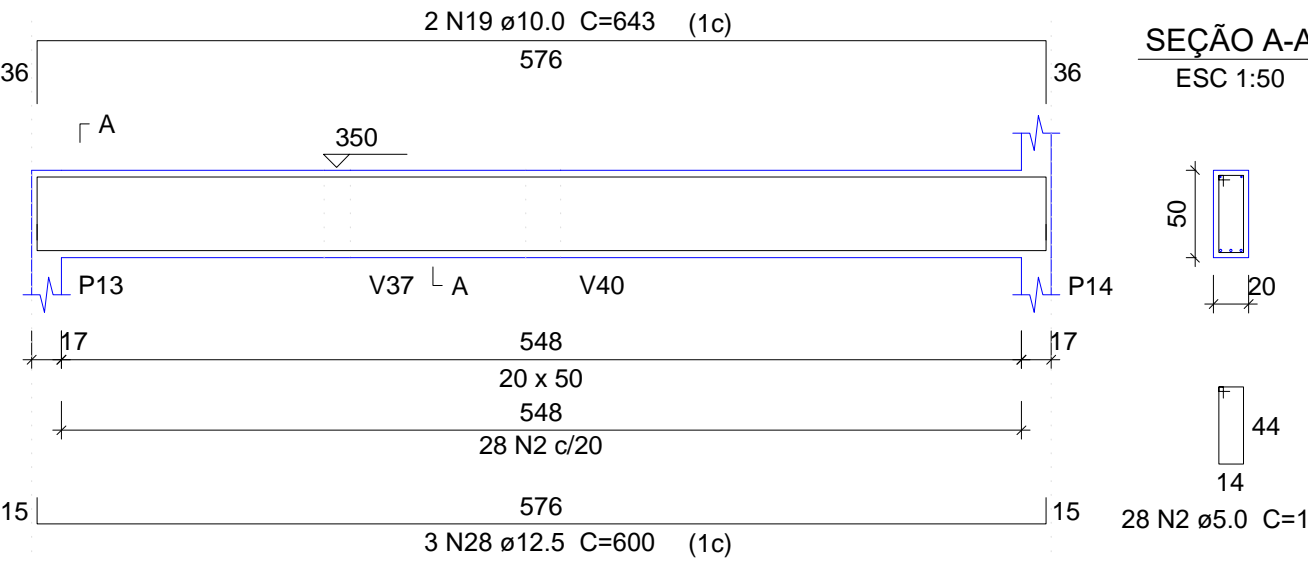 2 N19 ø10.0 C=643 (1c)
576
36
36
SEÇÃO A-A
ESC 1:50
A
350
50
20
P13
V37
A
V40
P14
17
548
17
20 x 50
548
28 N2 c/20
44
14
15
576
15
28 N2 ø5.0 C=1
3 N28 ø12.5 C=600 (1c)